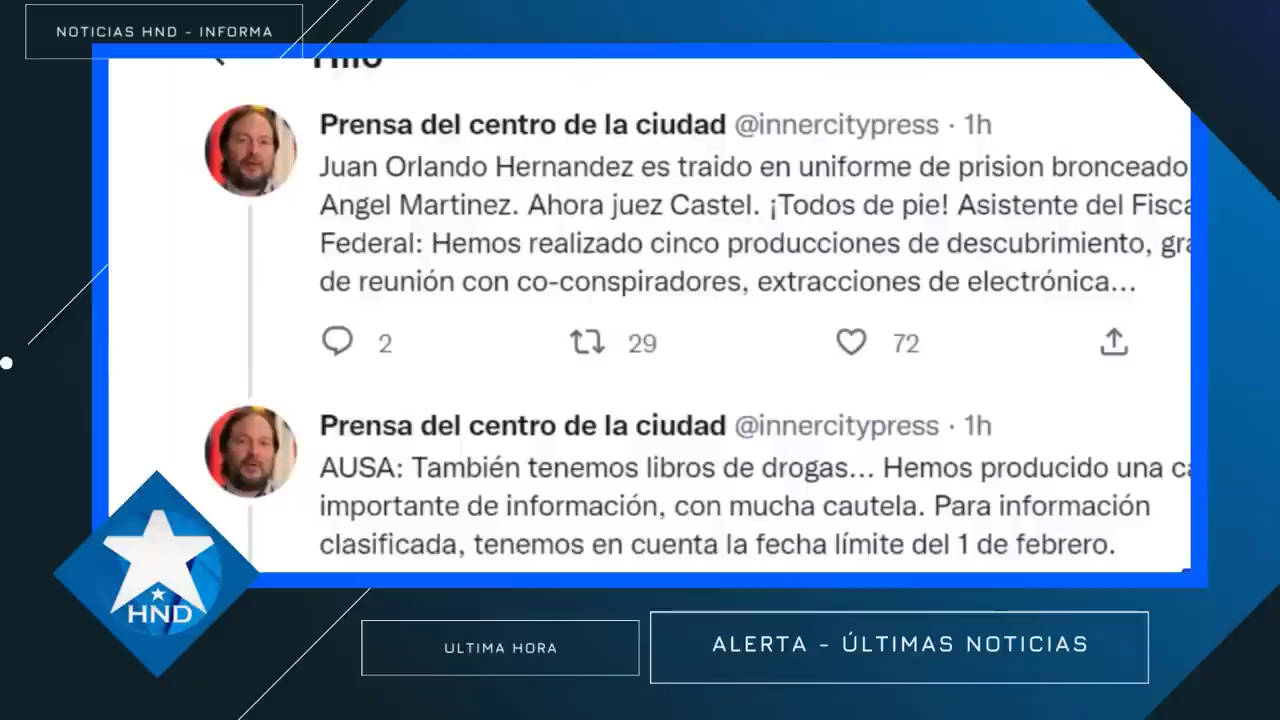 NOTICIAS HND - INFORMA
Hilo
Prensa del centro de la ciudad @innercitypress · 1h
Juan Orlando Hernandez es traido en uniforme de prision bronceado
Angel Martinez. Ahora juez Castel. ¡Todos de pie! Asistente del
Federal: Hemos realizado cinco producciones de descubrimiento,
de reunión con co-conspiradores, extracciones de electrónica...
2 29 72
Prensa del centro de la ciudad @innercitypress · 1h
AUSA: También tenemos libros de drogas... Hemos producido una
importante de información, con mucha cautela. Para información
clasificada, tenemos en cuenta la fecha límite del 1 de febrero.
HND
ULTIMA HORA
ALERTA - ÚLTIMAS NOTICIAS